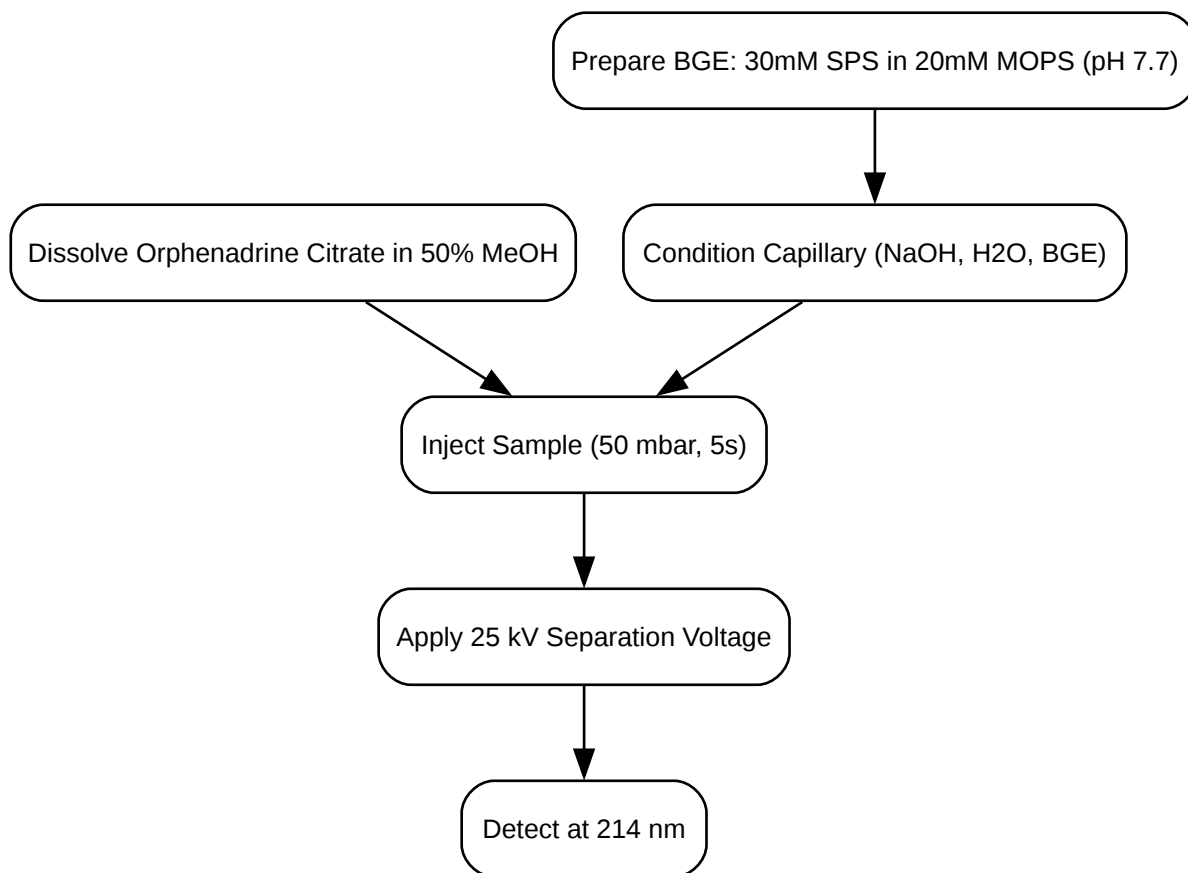 Prepare BGE: 30mM SPS in 20mM MOPS (pH 7.7)
Dissolve Orphenadrine Citrate in 50% MeOH
Condition Capillary (NaOH, H2O, BGE)
Inject Sample (50 mbar, 5s)
Apply 25 kV Separation Voltage
Detect at 214 nm